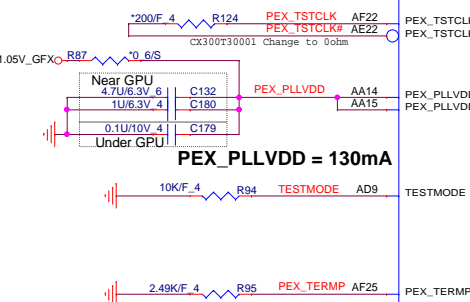 *200/F_4 R124 PEX_TSTCLK AF22 PEX_TSTCLK
PEX_TSTCLK# AE22 PEX_TSTCLK
CX300T30001 Change to 0ohm
1.05V_GFX R87 *0_6/S
Near GPU
4.7U/6.3V_6 C132 PEX_PLLVDD AA14 PEX_PLLVDD
1U/6.3V_4 C180 AA15 PEX_PLLVDD
0.1U/10V_4 C179
Under GPU
PEX_PLLVDD = 130mA
10K/F_4 R94 TESTMODE AD9 TESTMODE
2.49K/F_4 R95 PEX_TERMP AF25 PEX_TERMP